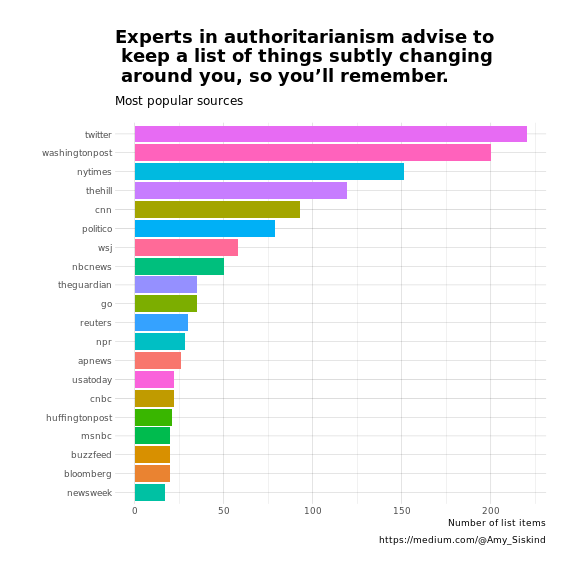 Experts in authoritarianism advise to
keep a list of things subtly changing
around you, so you’ll remember.
Most popular sources
twitter
washingtonpost
nytimes
thehill
cnn
politico
wsj
nbcnews
theguardian
go
reuters
npr
apnews
usatoday
cnbc
huffingtonpost
msnbc
buzzfeed
bloomberg
newsweek
0 50 100 150 200
Number of list items
https://medium.com/@Amy_Siskind